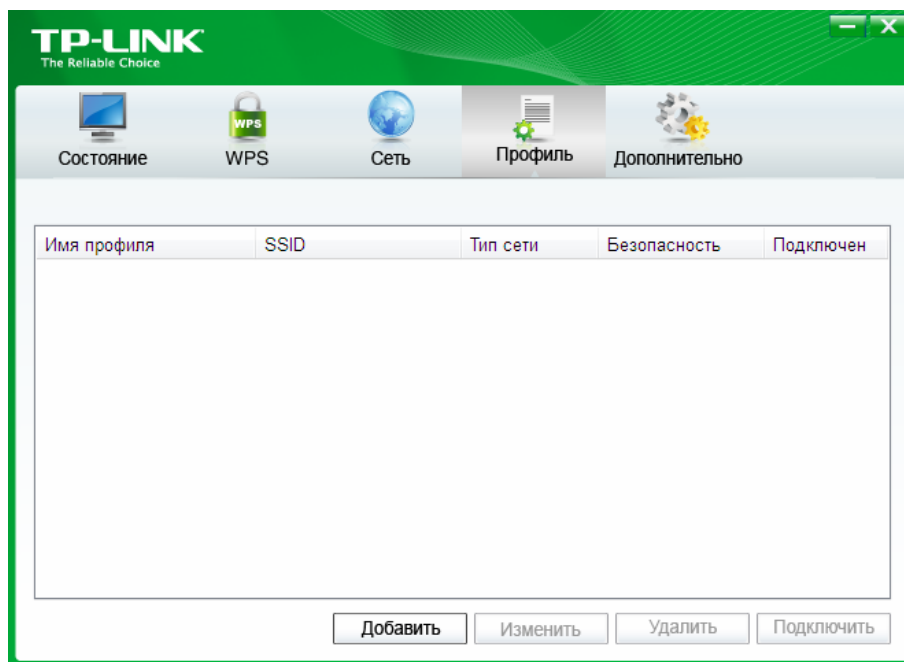 TP-LINK
The Reliable Choice
WPS
Состояние WPS Сеть Профиль Дополнительно
Имя профиля SSID Тип сети Безопасность Подключен
Добавить Изменить Удалить Подключить